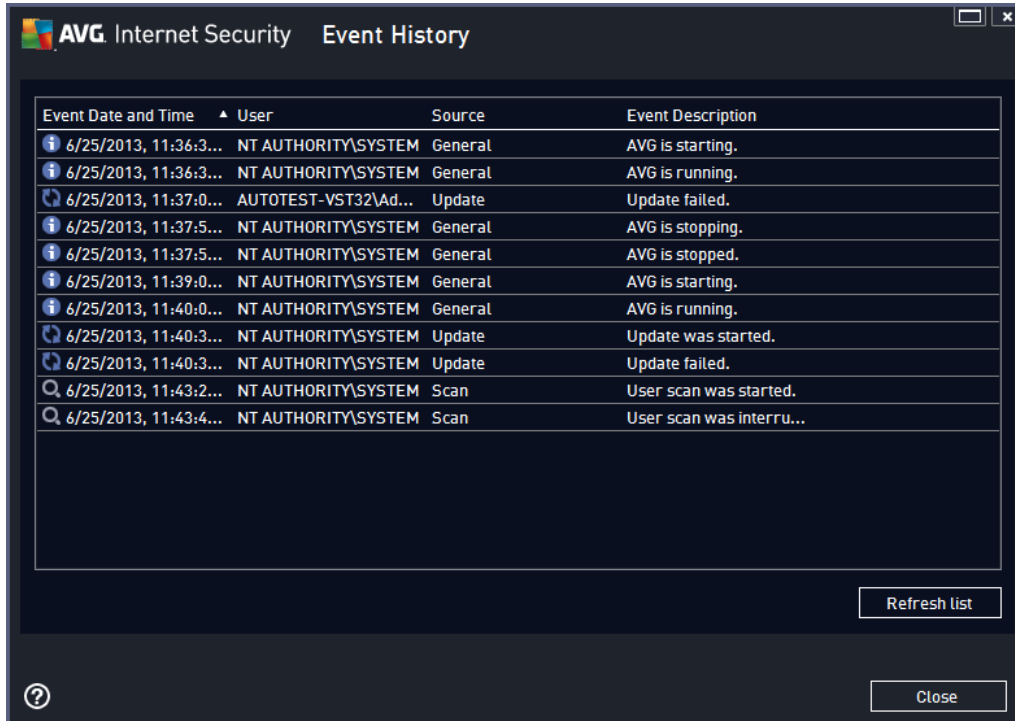 AVG. Internet Security Event History
Event Date and Time User Source Event Description
6/25/2013, 11:36:3... NT AUTHORITY\SYSTEM General AVG is starting.
6/25/2013, 11:36:3... NT AUTHORITY\SYSTEM General AVG is running.
6/25/2013, 11:37:0... AUTOTEST-VST32\Ad... Update Update failed.
6/25/2013, 11:37:5... NT AUTHORITY\SYSTEM General AVG is stopping.
6/25/2013, 11:37:5... NT AUTHORITY\SYSTEM General AVG is stopped.
6/25/2013, 11:39:0... NT AUTHORITY\SYSTEM General AVG is starting.
6/25/2013, 11:40:0... NT AUTHORITY\SYSTEM General AVG is running.
6/25/2013, 11:40:3... NT AUTHORITY\SYSTEM Update Update was started.
6/25/2013, 11:40:3... NT AUTHORITY\SYSTEM Update Update failed.
6/25/2013, 11:43:2... NT AUTHORITY\SYSTEM Scan User scan was started.
6/25/2013, 11:43:4... NT AUTHORITY\SYSTEM Scan User scan was interru...
Refresh list
Close